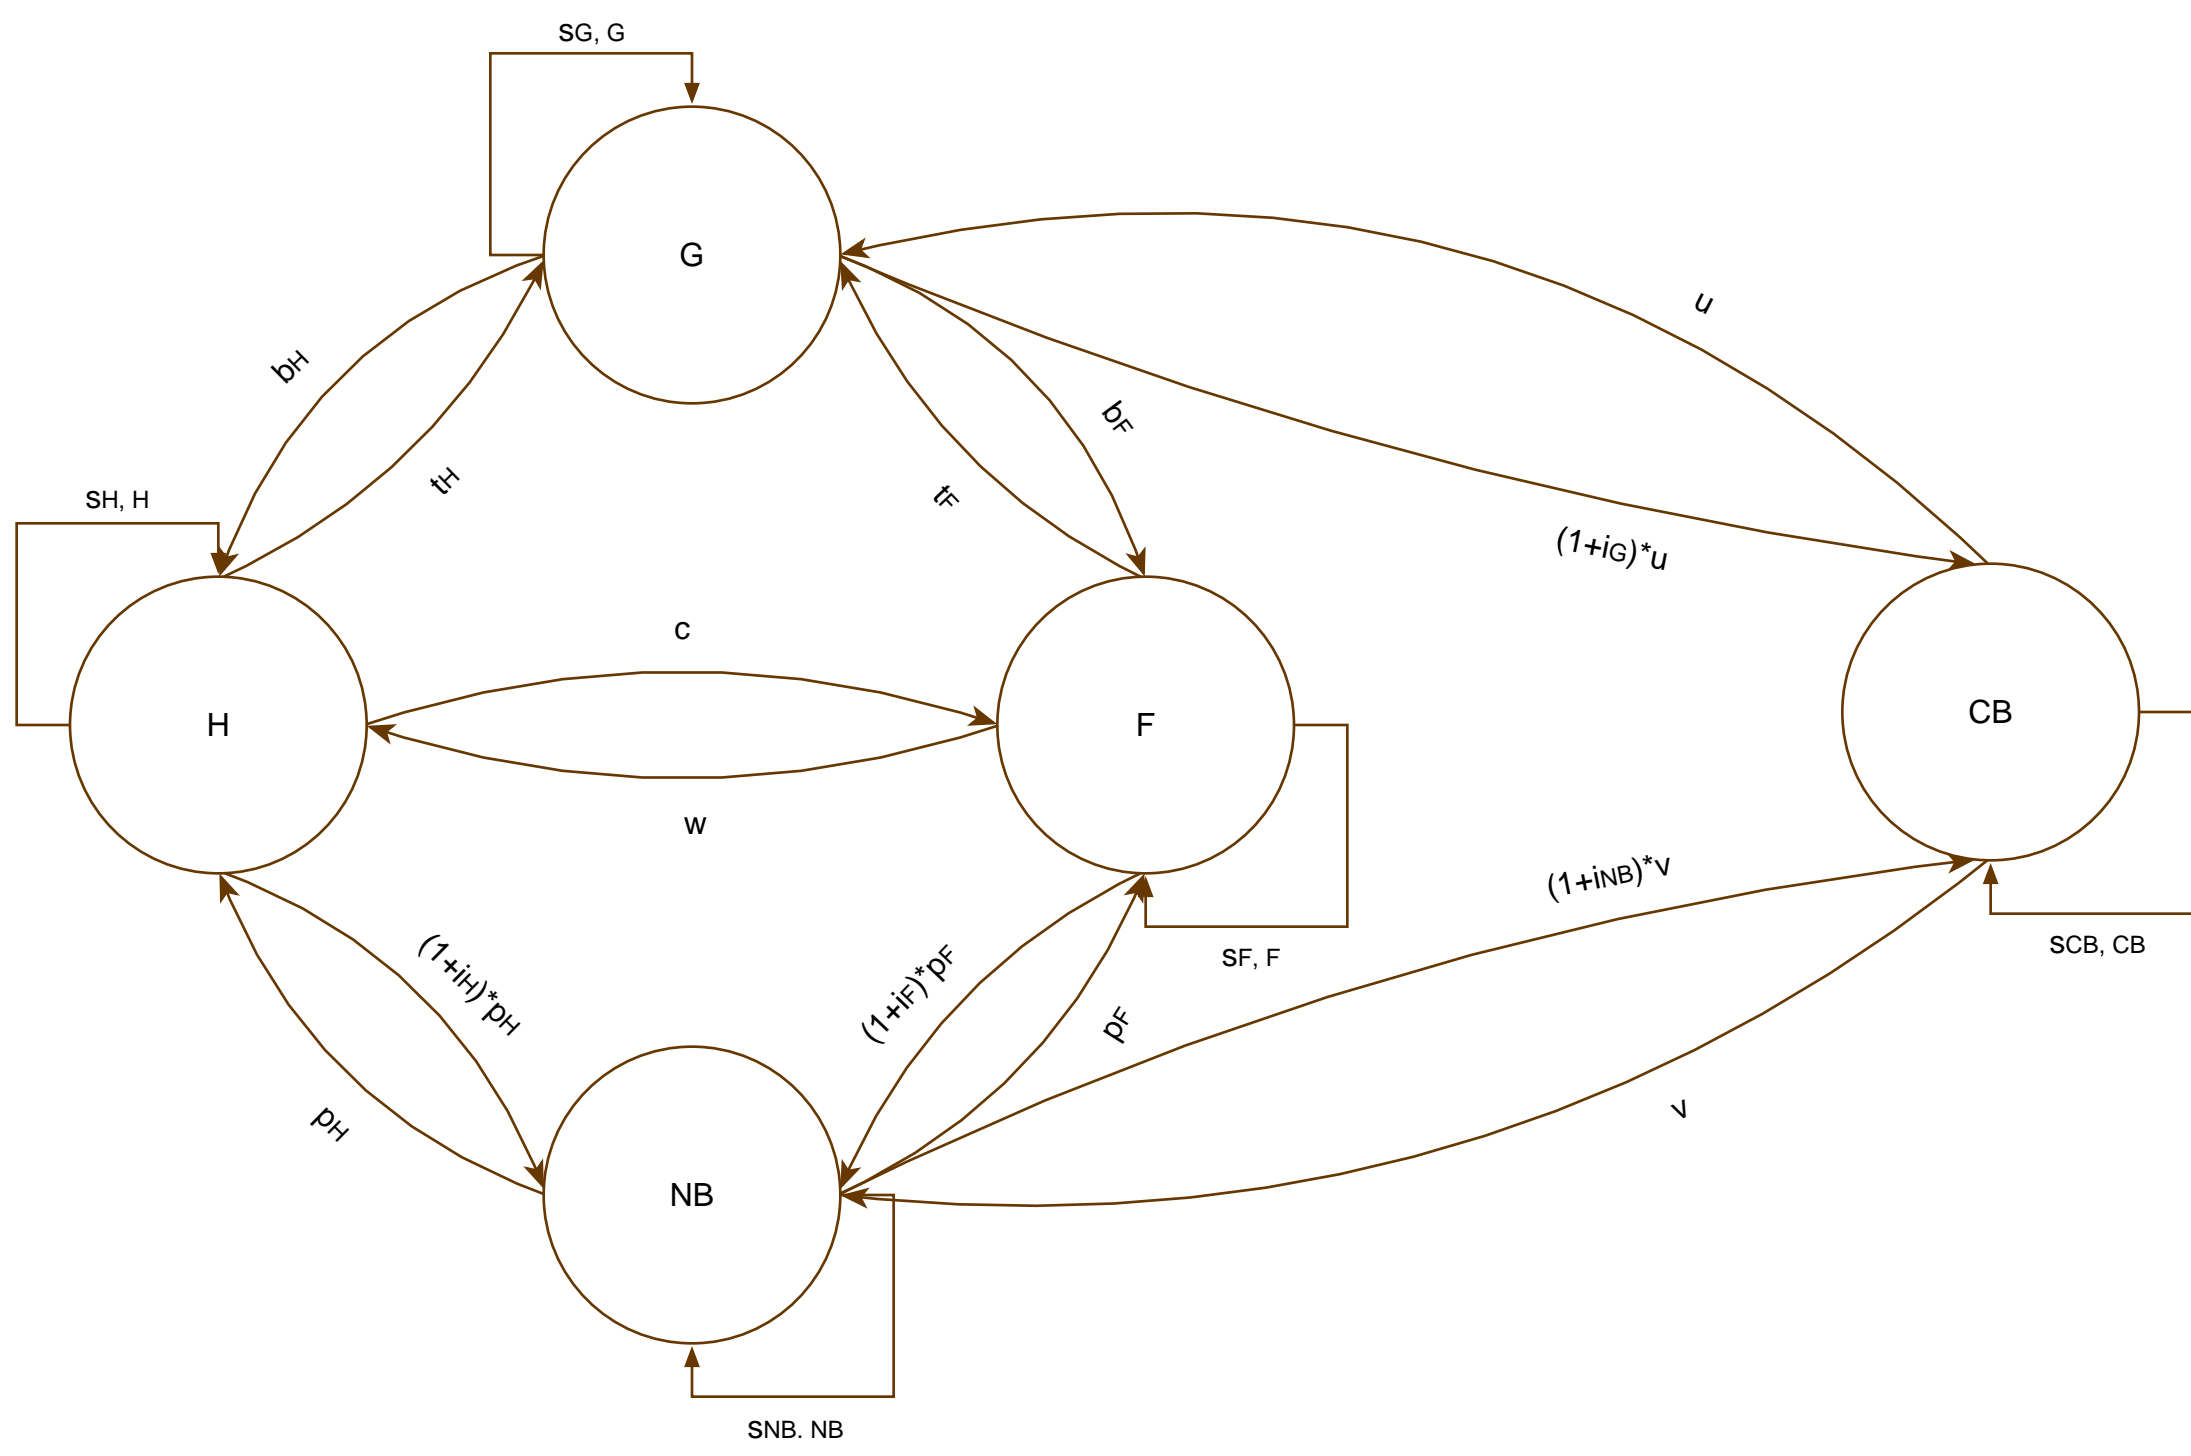 SG, G
G
u
bH
bF
tH
tF
SH, H
(1+iG)*u
c
H
F
CB
w
(1+iNB)*v
SF, F
SCB, CB
(1+iH)*pH
(1+iF)*pF
pF
pH
v
NB
SNB, NB